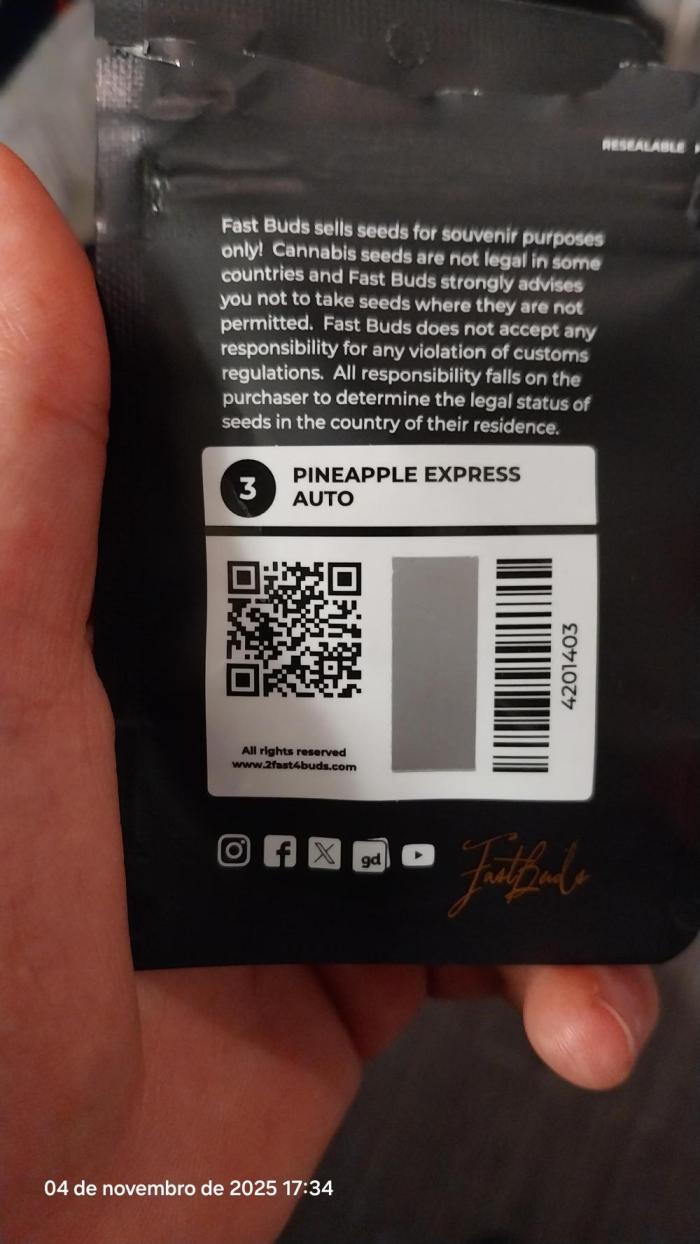 RESEALABLE
Fast Buds sells seeds for souvenir purposes
only! Cannabis seeds are not legal in some
countries and Fast Buds strongly advises
you not to take seeds where they are not
permitted. Fast Buds does not accept any
responsibility for any violation of customs
regulations. All responsibility falls on the
purchaser to determine the legal status of
seeds in the country of their residence.
3 PINEAPPLE EXPRESS
AUTO
4201403
All rights reserved
www.2fast4buds.com
gd
FastBuds
04 de novembro de 2025 17:34